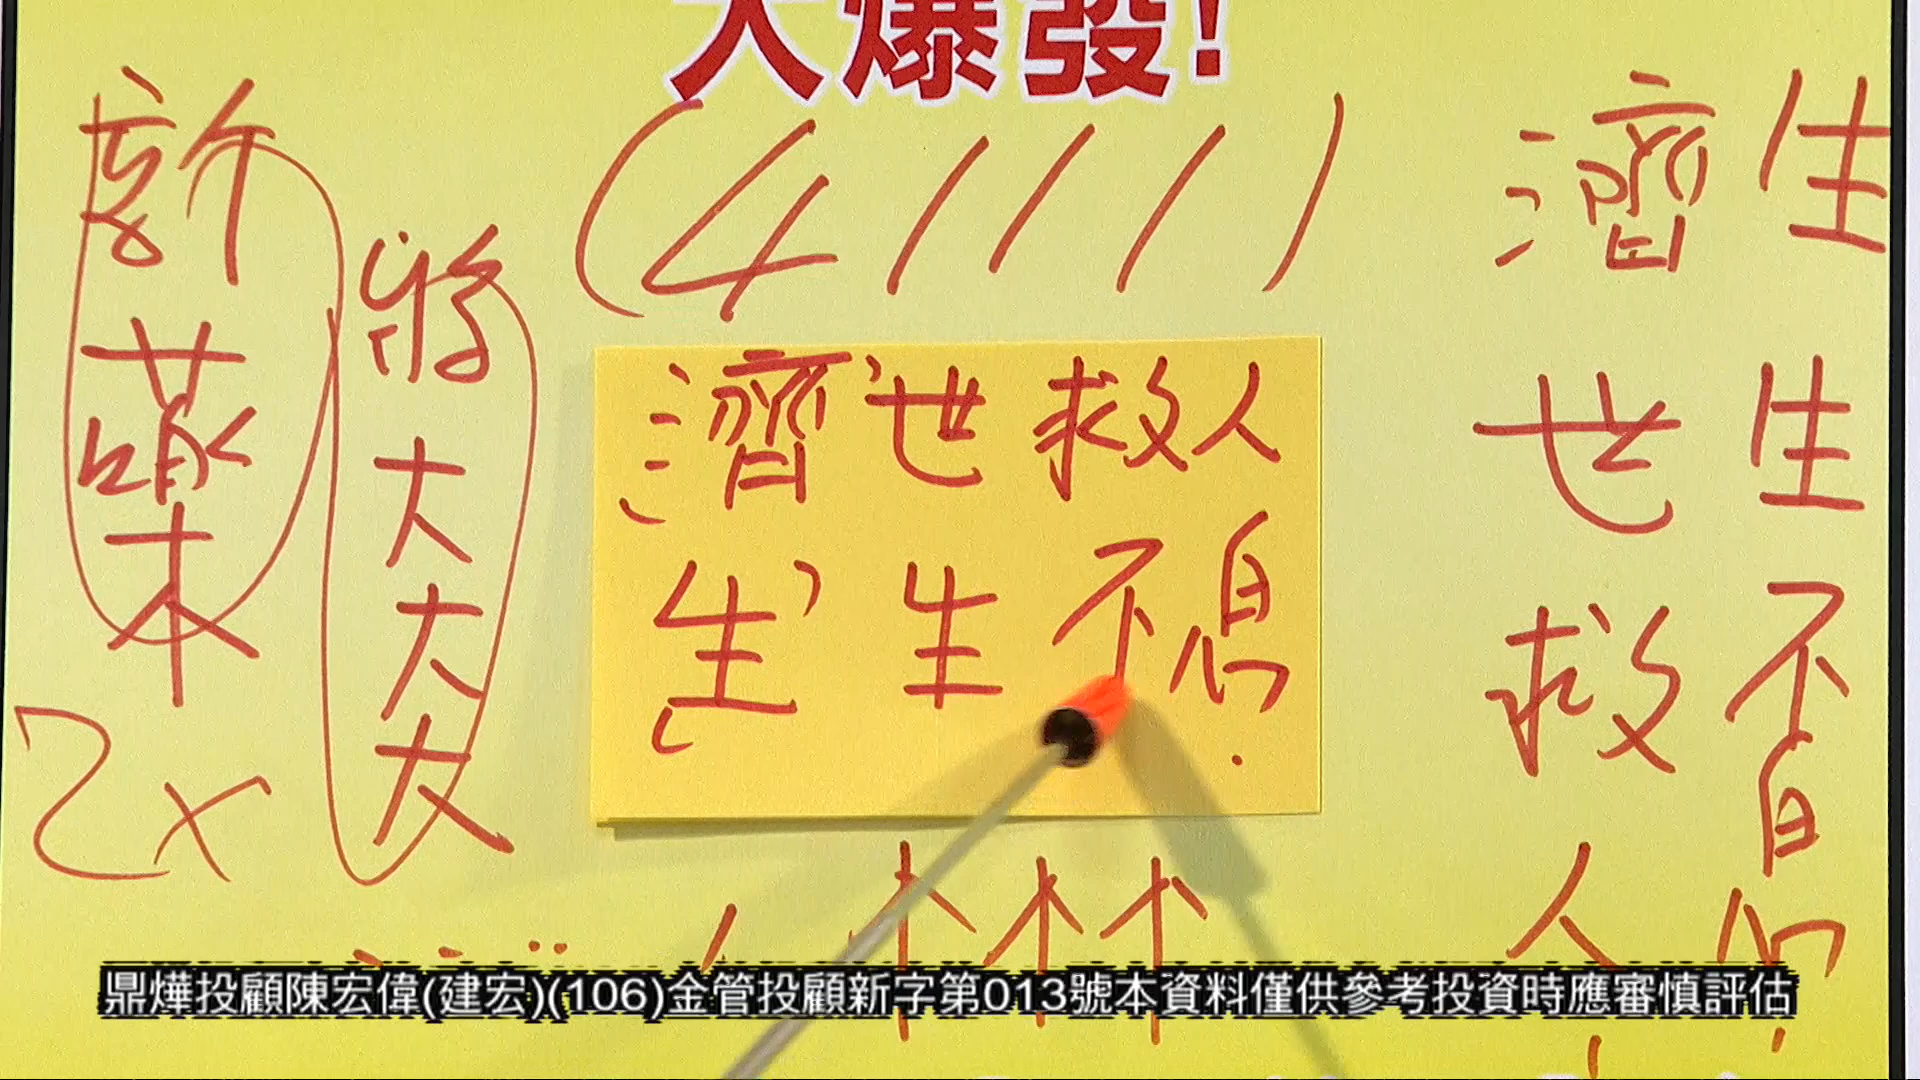 大爆發!
(4111)
新
藥
2x
將
大
大
大
濟世救人
生生不息
濟世救人
生生不息
鼎燁投顧陳宏偉(建宏)(106)金管投顧新字第013號本資料僅供參考投資時應審慎評估